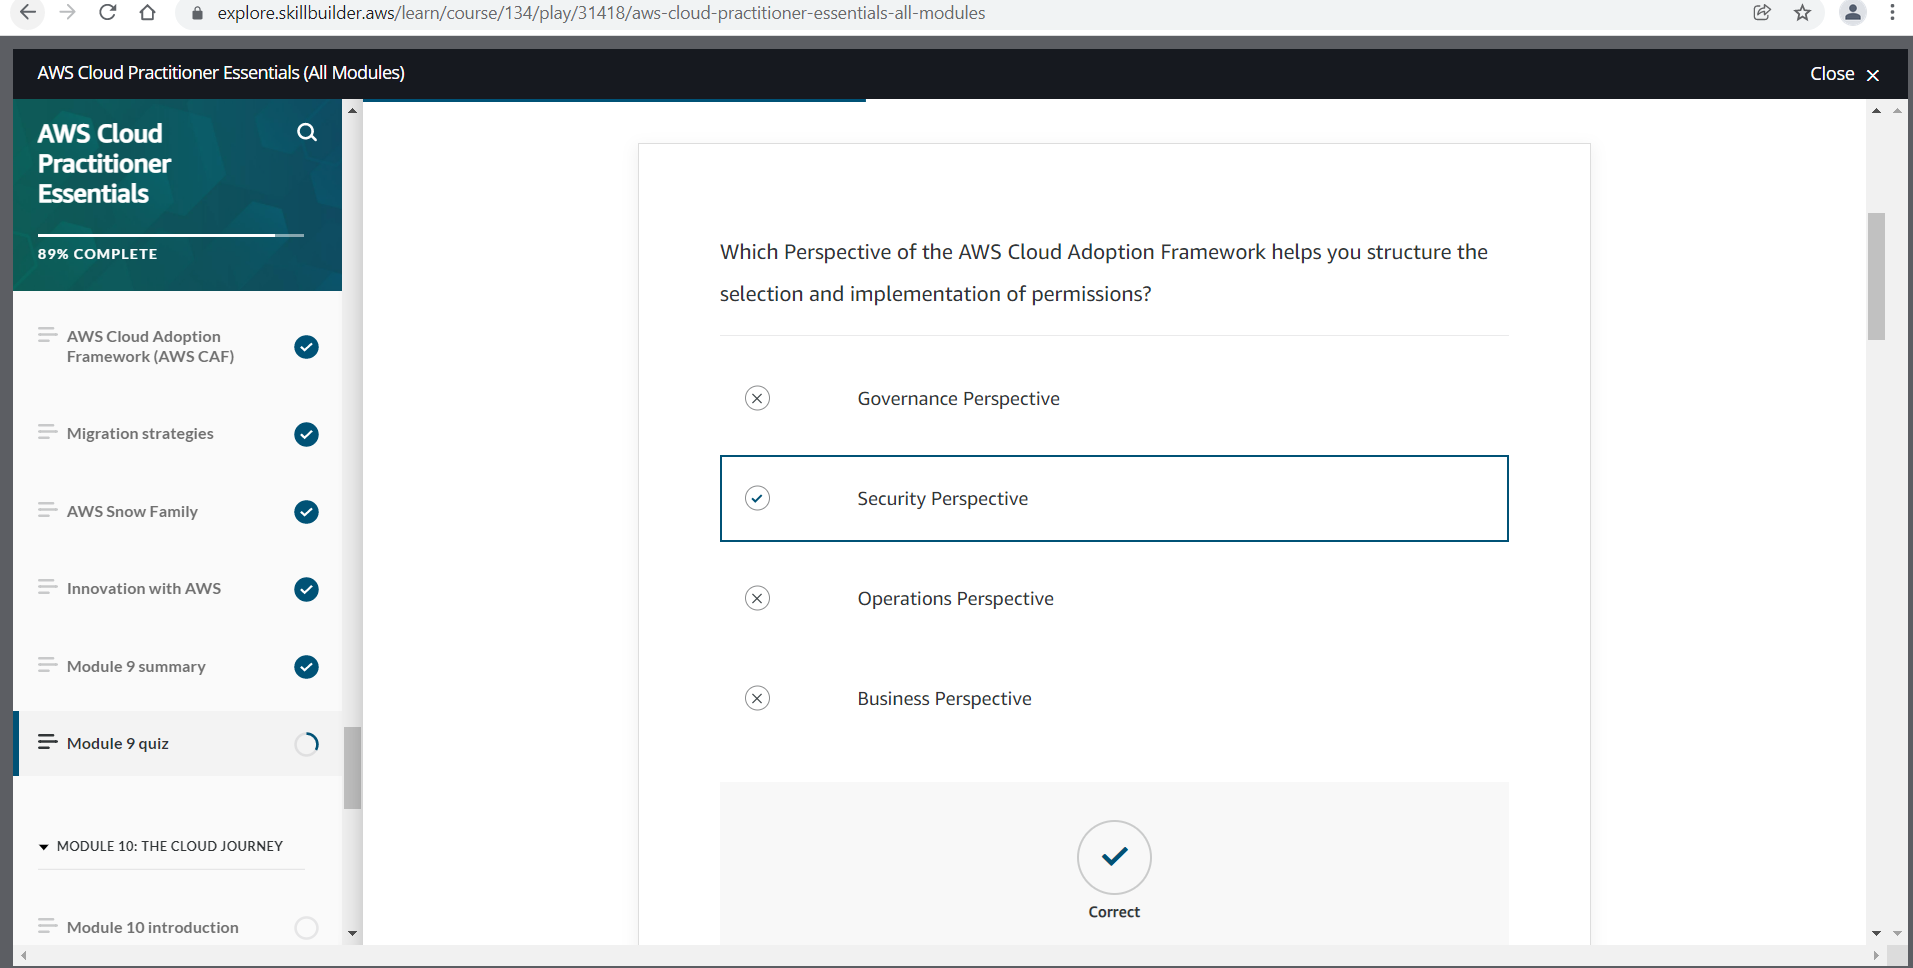 explore.skillbuilder.aws/learn/course/134/play/31418/aws-cloud-practitioner-essentials-all-modules
AWS Cloud Practitioner Essentials (All Modules)
Close
AWS Cloud
Practitioner
Essentials
89% COMPLETE
AWS Cloud Adoption
Framework (AWS CAF)
Migration strategies
AWS Snow Family
Innovation with AWS
Module 9 summary
Module 9 quiz
MODULE 10: THE CLOUD JOURNEY
Module 10 introduction
Which Perspective of the AWS Cloud Adoption Framework helps you structure the
selection and implementation of permissions?
Governance Perspective
Security Perspective
Operations Perspective
Business Perspective
Correct